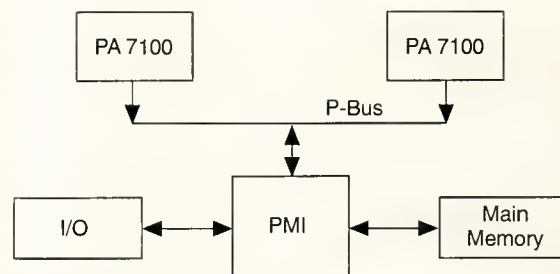 PA 7100
PA 7100
P-Bus
I/O
PMI
Main
Memory